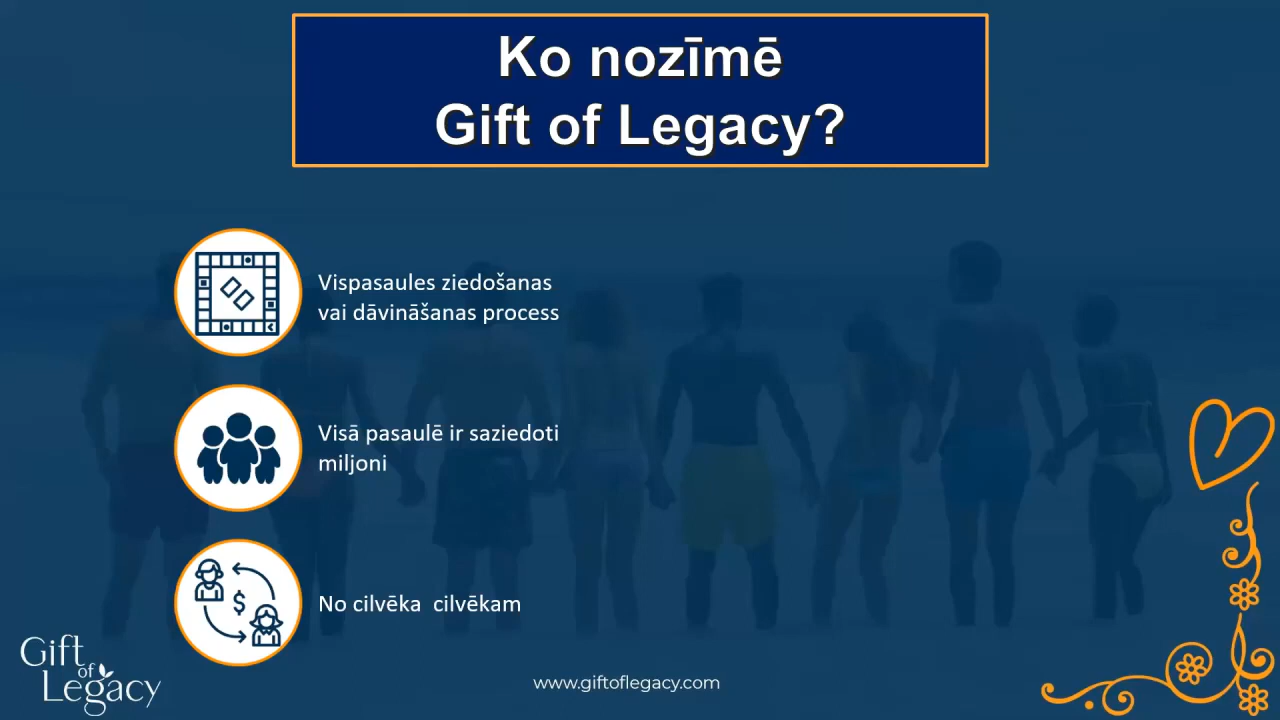 Ko nozīmē
Gift of Legacy?
Vispasaules ziedošanas
vai dāvināšanas process
Visā pasaulē ir saziedoti
miljoni
$
No cilvēka  cilvēkam
Gift
of
Legacy
www.giftoflegacy.com